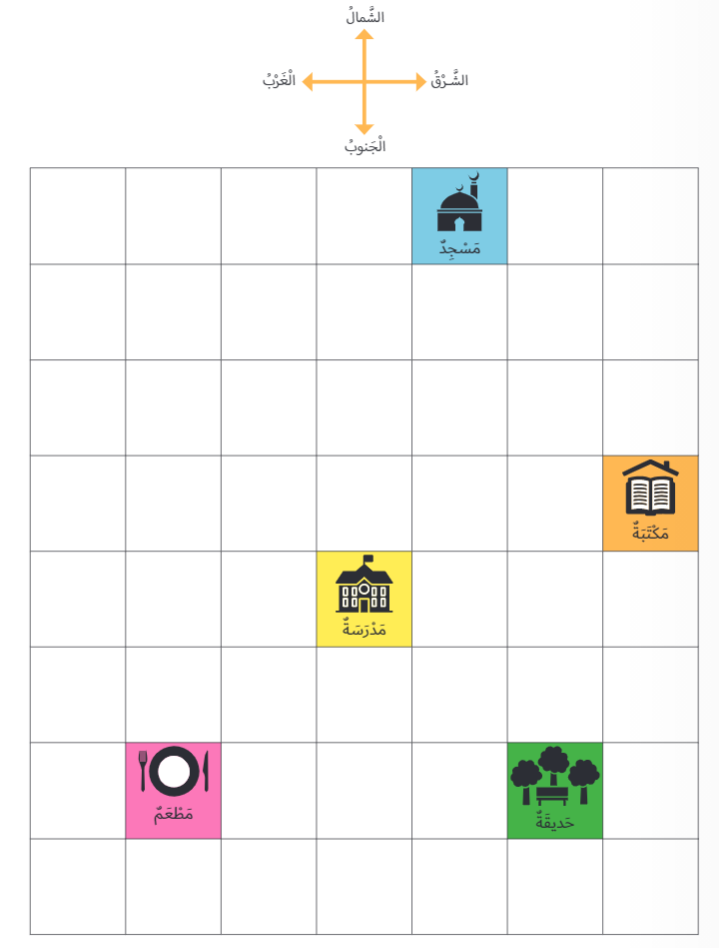 الشَّمالُ
الشَّرْقُ
الْغَرْبُ
الْجَنوبُ
مَسْجِدٌ
مَكْتَبَةٌ
مَدْرَسَةٌ
مَطْعَمٌ
حَديقَةٌ